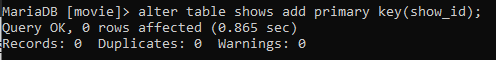 MariaDB [movie]> alter table shows add primary key(show_id);
Query OK, 0 rows affected (0.865 sec)
Records: 0  Duplicates: 0  Warnings: 0